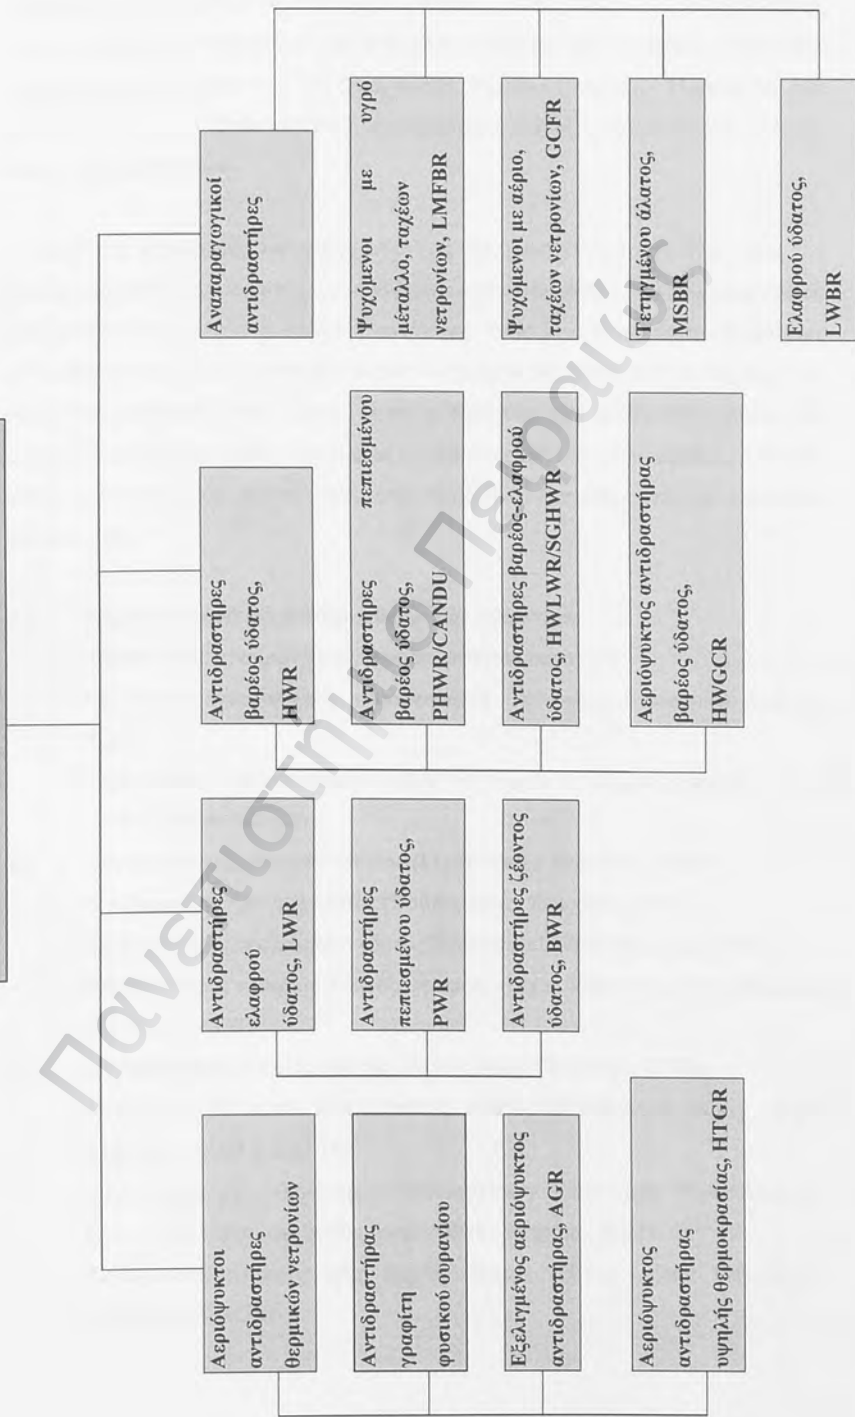 Αεριόψυκτοι
αντιδραστήρες
θερμικών νετρονίων
Αντιδραστήρας
γραφίτη
φυσικού ουρανίου
Εξελιγμένος αεριόψυκτος
αντιδραστήρας, AGR
Αεριόψυκτος
αντιδραστήρας
υψηλής θερμοκρασίας, HTGR
Αντιδραστήρες
ελαφρού
ύδατος, LWR
Αντιδραστήρες
πεπιεσμένου ύδατος,
PWR
Αντιδραστήρες ζέοντος
ύδατος, BWR
Αντιδραστήρες
βαρέος ύδατος,
HWR
Αντιδραστήρες πεπιεσμένου
βαρέος ύδατος,
PHWR/CANDU
Αντιδραστήρες βαρέος-ελαφρού
ύδατος, HWLWR/SGHWR
Αεριόψυκτος αντιδραστήρας
βαρέος ύδατος,
HWGCR
Αναπαραγωγικοί
αντιδραστήρες
Ψυχόμενοι με υγρό
μέταλλο, ταχέων
νετρονίων, LMFBR
Ψυχόμενοι με αέριο,
ταχέων νετρονίων, GCFR
Τετηγμένου άλατος,
MSBR
Ελαφρού ύδατος,
LWBR
Πανεπιστήμιο Πειραιώς